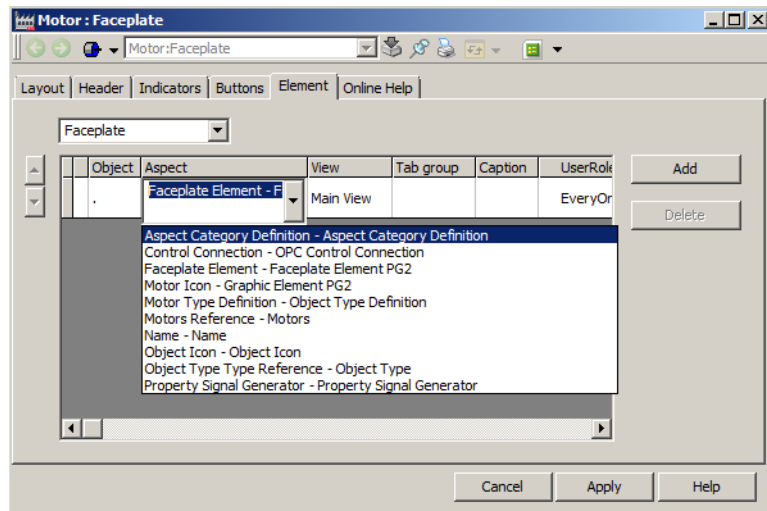 Motor : Faceplate
Motor:Faceplate
Layout Header Indicators Buttons Element Online Help
Faceplate
Object Aspect View Tab group Caption UserRole
. Faceplate Element - F Main View EveryOr
Add
Delete
Aspect Category Definition - Aspect Category Definition
Control Connection - OPC Control Connection
Faceplate Element - Faceplate Element PG2
Motor Icon - Graphic Element PG2
Motor Type Definition - Object Type Definition
Motors Reference - Motors
Name - Name
Object Icon - Object Icon
Object Type Type Reference - Object Type
Property Signal Generator - Property Signal Generator
Cancel Apply Help